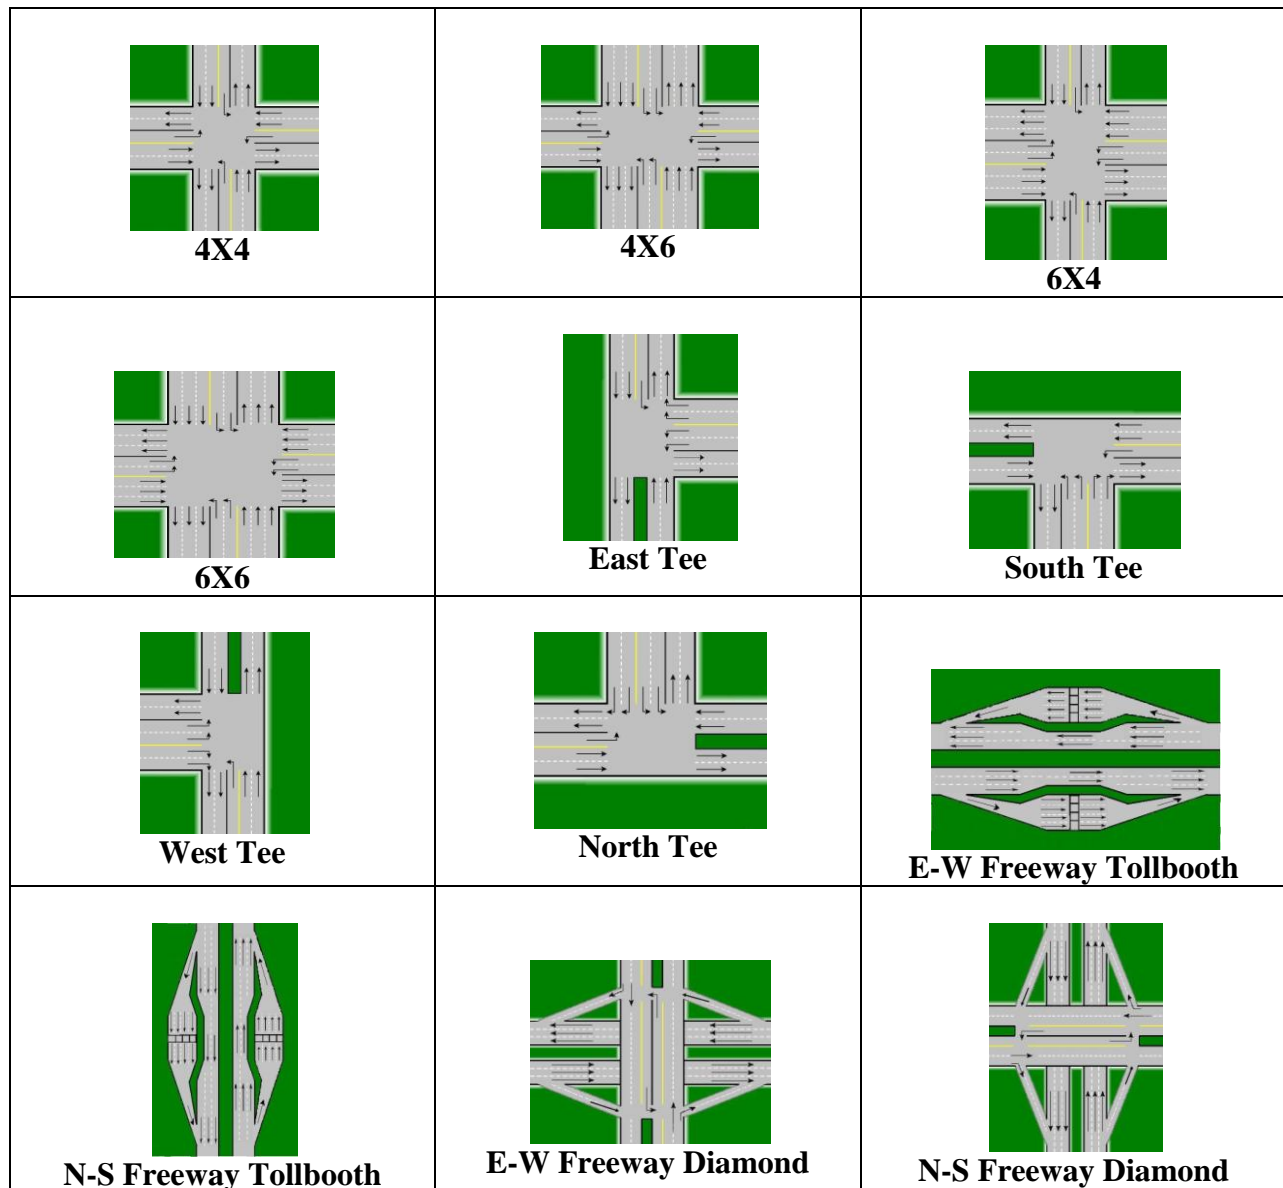 4X4
4X6
6X4
6X6
East Tee
South Tee
West Tee
North Tee
E-W Freeway Tollbooth
N-S Freeway Tollbooth
E-W Freeway Diamond
N-S Freeway Diamond